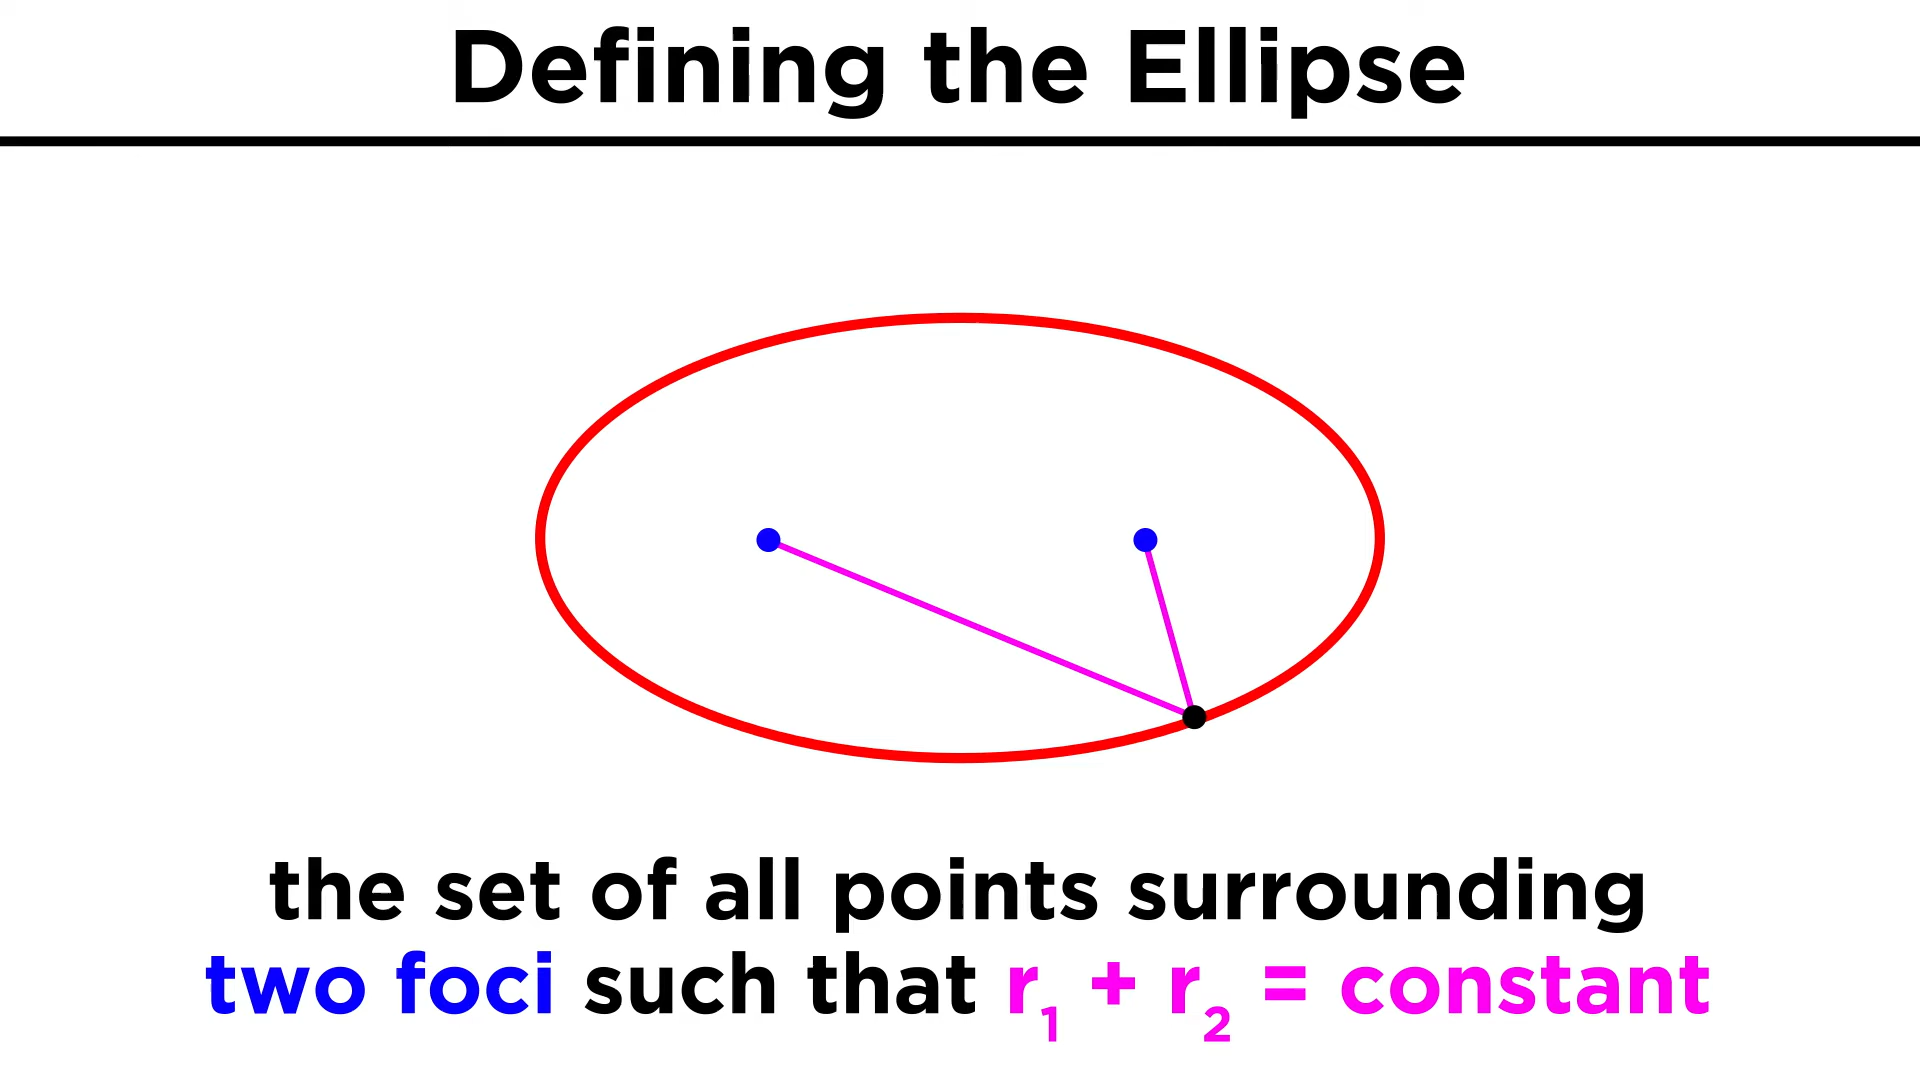 Defining the Ellipse
the set of all points surrounding
two foci such that r₁ + r₂ = constant